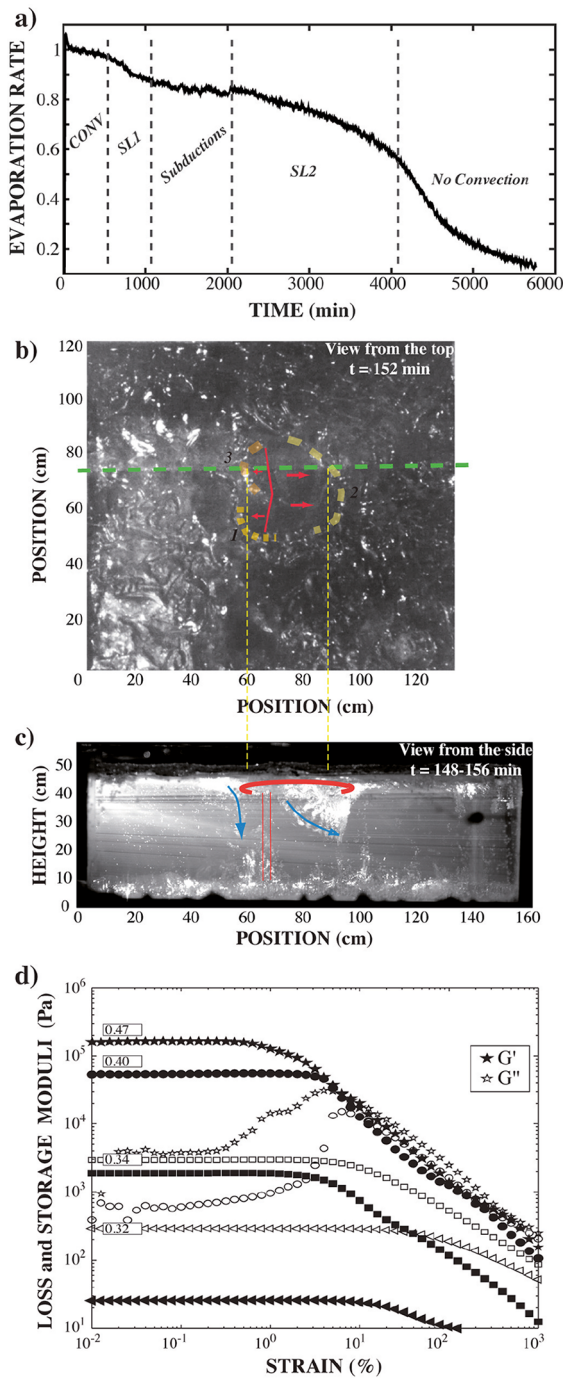 a)
EVAPORATION RATE
1
0.8
0.6
0.4
0.2
CONV
SL1
Subductions
SL2
No Convection
0 1000 2000 3000 4000 5000 6000
TIME (min)
b)
View from the top
t = 152 min
POSITION (cm)
120
100
80
60
40
20
3
2
1
0 20 40 60 80 100 120
POSITION (cm)
c)
View from the side
t = 148-156 min
HEIGHT (cm)
50
40
30
20
10
0
0 20 40 60 80 100 120 140 160
POSITION (cm)
d)
LOSS and STORAGE MODULI (Pa)
10^6
10^5
10^4
10^3
10^2
10^1
0.47
0.40
0.34
0.32
G'
G"
10^-2 10^-1 10^0 10^1 10^2 10^3
STRAIN (%)